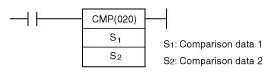 CMP(020)
S1
S2
S1: Comparison data 1
S2: Comparison data 2